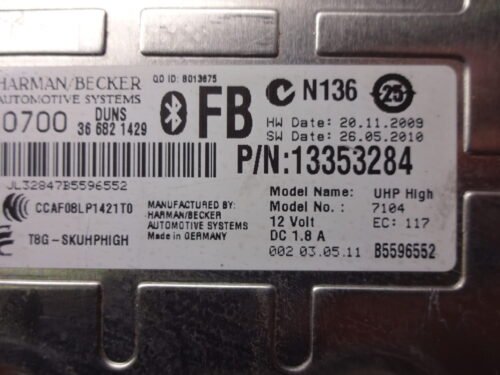 HARMAN/BECKER
AUTOMOTIVE SYSTEMS
QD ID: B013675
0700 DUNS
36 682 1429
FB
N136
25
HW Date: 20.11.2009
SW Date: 26.05.2010
P/N:13353284
JL32847B5596552
CCAF08LP1421T0
T8G-SKUHPHIGH
MANUFACTURED BY:
HARMAN/BECKER
AUTOMOTIVE SYSTEMS
Made in GERMANY
Model Name: UHP High
Model No.: 7104
12 Volt EC: 117
DC 1.8 A
002 03.05.11 B5596552